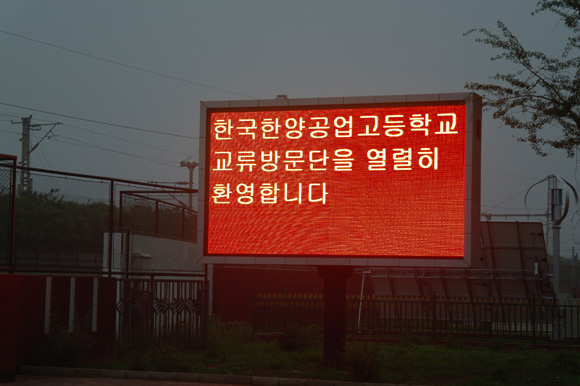 한국한양공업고등학교
교류방문단을 열렬히
환영합니다